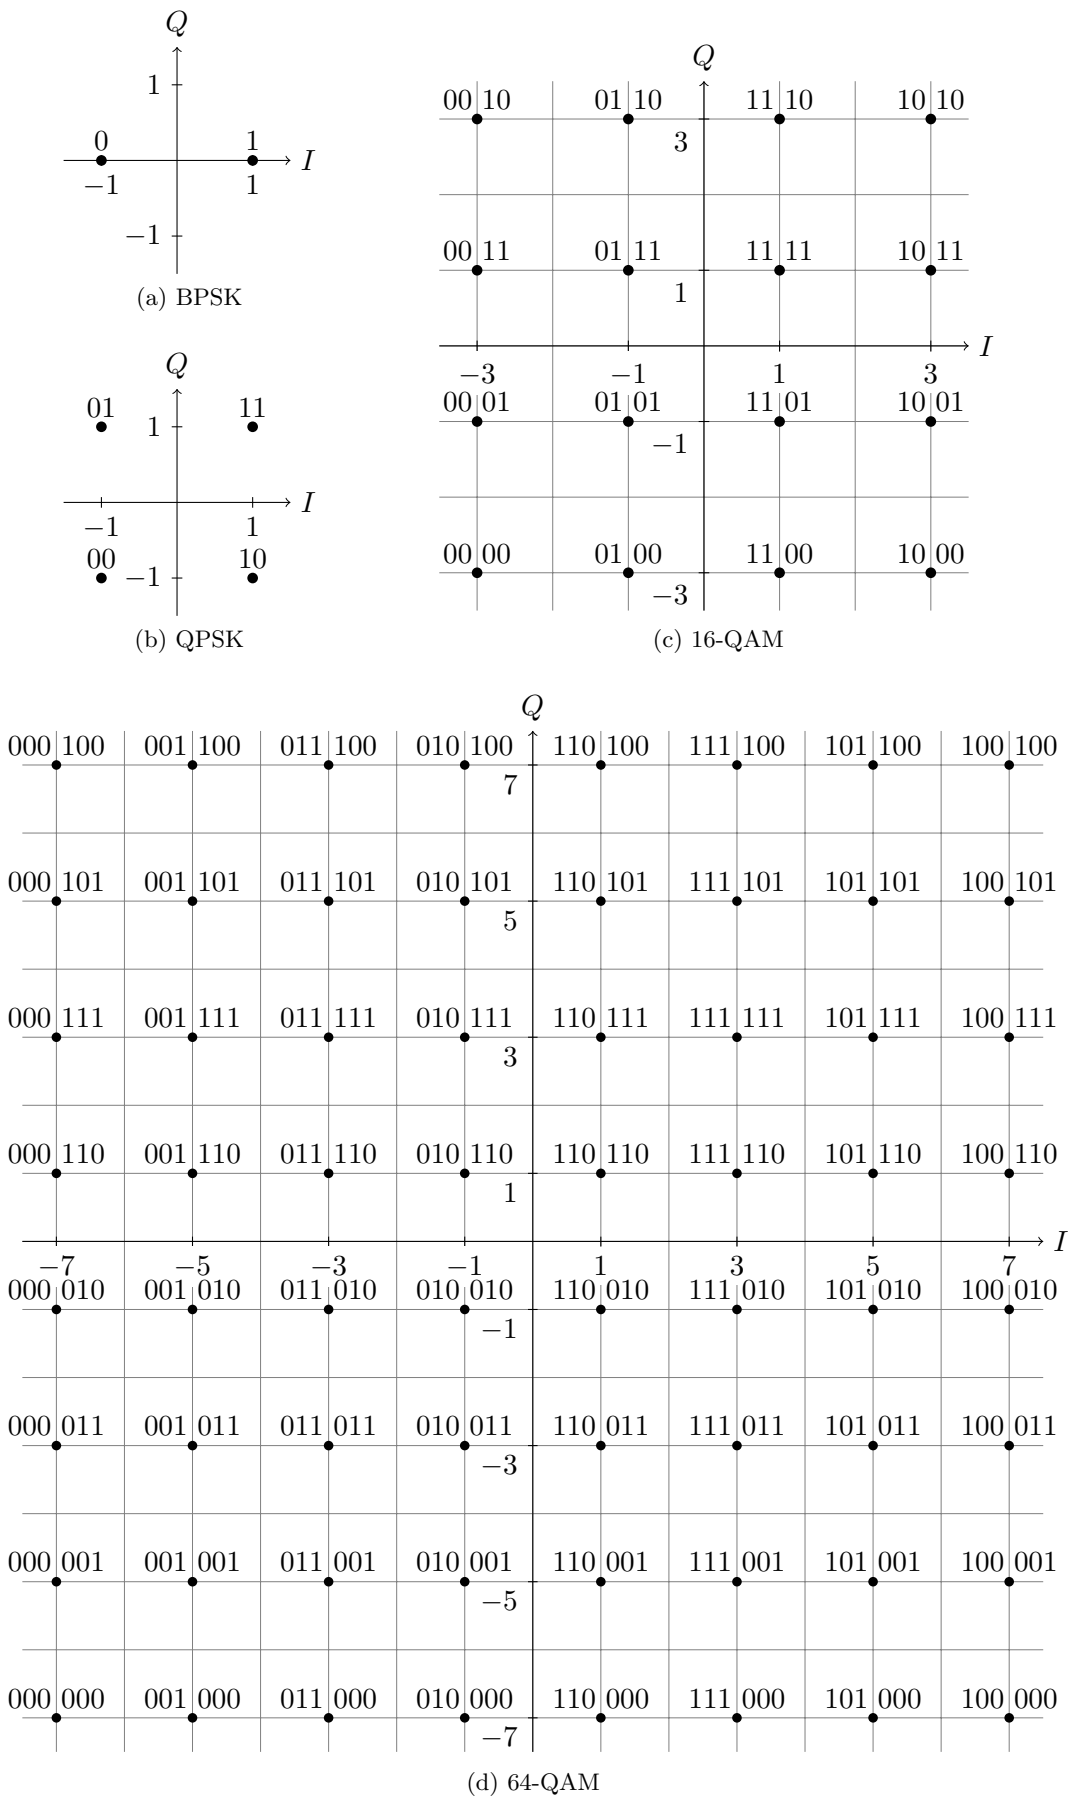 Q
1
0 1
I
−1 1
−1
(a) BPSK
Q
01 11
1
I
−1 1
00 10
−1
(b) QPSK
Q
00 10 01 10 11 10 10 10
3
00 11 01 11 11 11 10 11
1
I
−3 −1 1 3
00 01 01 01 11 01 10 01
−1
00 00 01 00 11 00 10 00
−3
(c) 16-QAM
Q
000 100 001 100 011 100 010 100 110 100 111 100 101 100 100 100
7
000 101 001 101 011 101 010 101 110 101 111 101 101 101 100 101
5
000 111 001 111 011 111 010 111 110 111 111 111 101 111 100 111
3
000 110 001 110 011 110 010 110 110 110 111 110 101 110 100 110
1
I
−7 −5 −3 −1 1 3 5 7
000 010 001 010 011 010 010 010 110 010 111 010 101 010 100 010
−1
000 011 001 011 011 011 010 011 110 011 111 011 101 011 100 011
−3
000 001 001 001 011 001 010 001 110 001 111 001 101 001 100 001
−5
000 000 001 000 011 000 010 000 110 000 111 000 101 000 100 000
−7
(d) 64-QAM